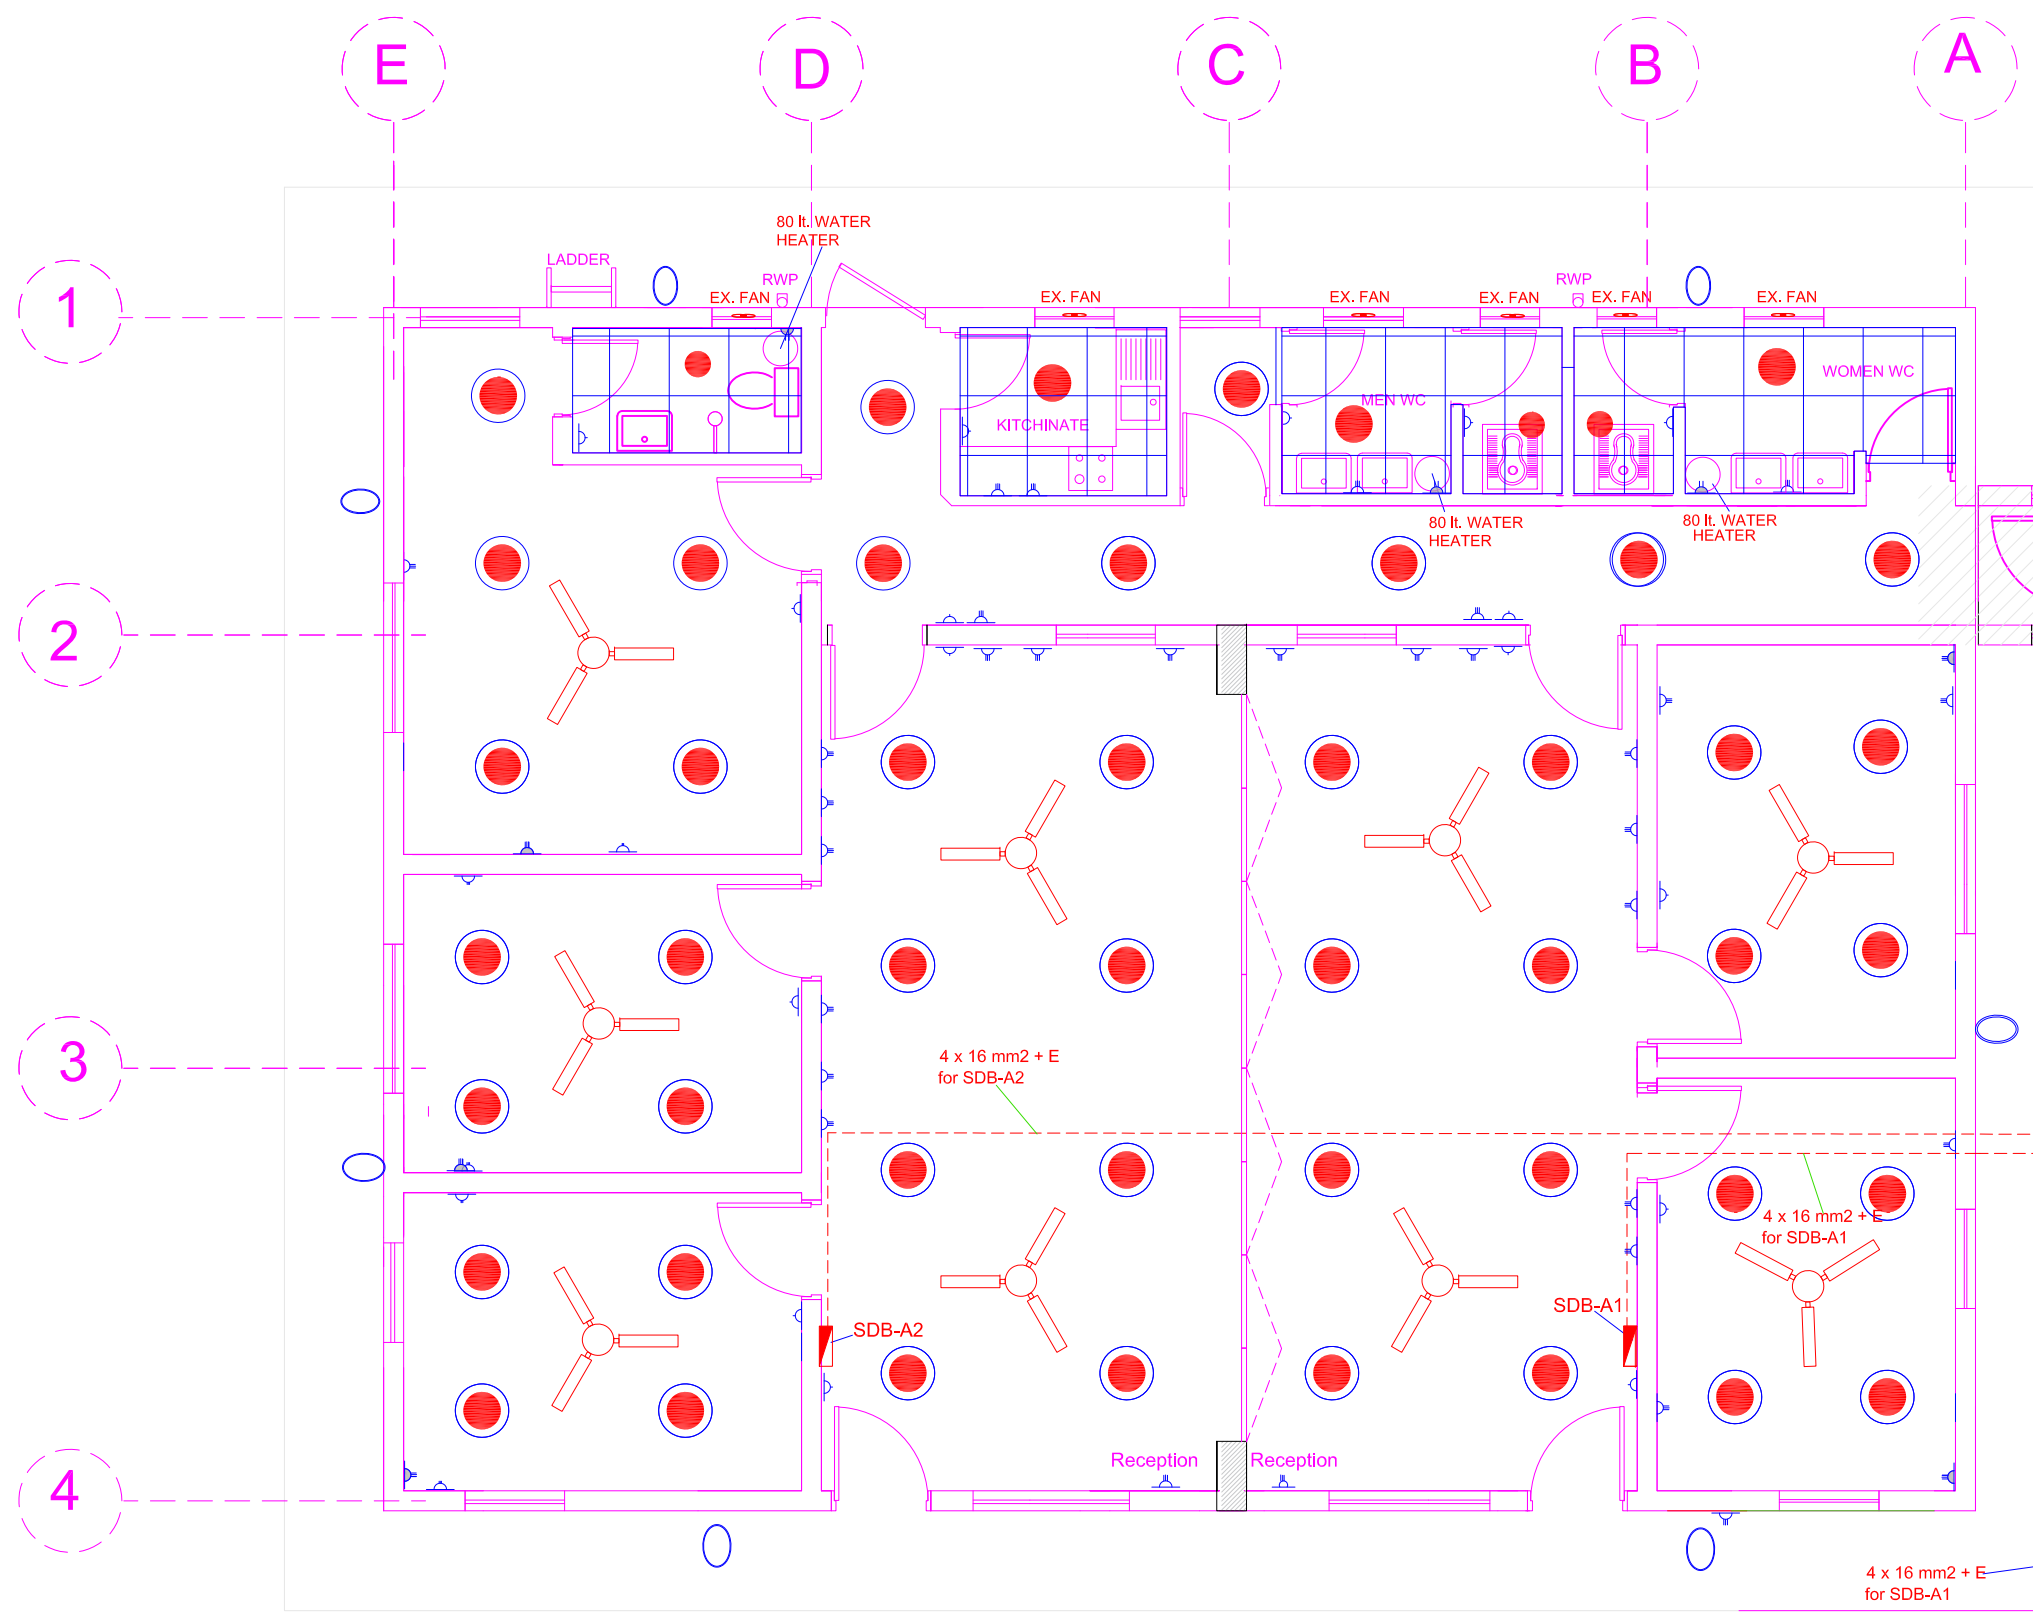 E
D
C
B
A
80 lt. WATER
HEATER
LADDER
RWP
RWP
EX. FAN
EX. FAN
EX. FAN
EX. FAN
EX. FAN
EX. FAN
1
WOMEN WC
MEN WC
KITCHINATE
80 lt. WATER
HEATER
80 lt. WATER
HEATER
2
3
4 x 16 mm2 + E
for SDB-A2
4 x 16 mm2 + E
for SDB-A1
SDB-A2
SDB-A1
Reception
Reception
4
4 x 16 mm2 + E
for SDB-A1